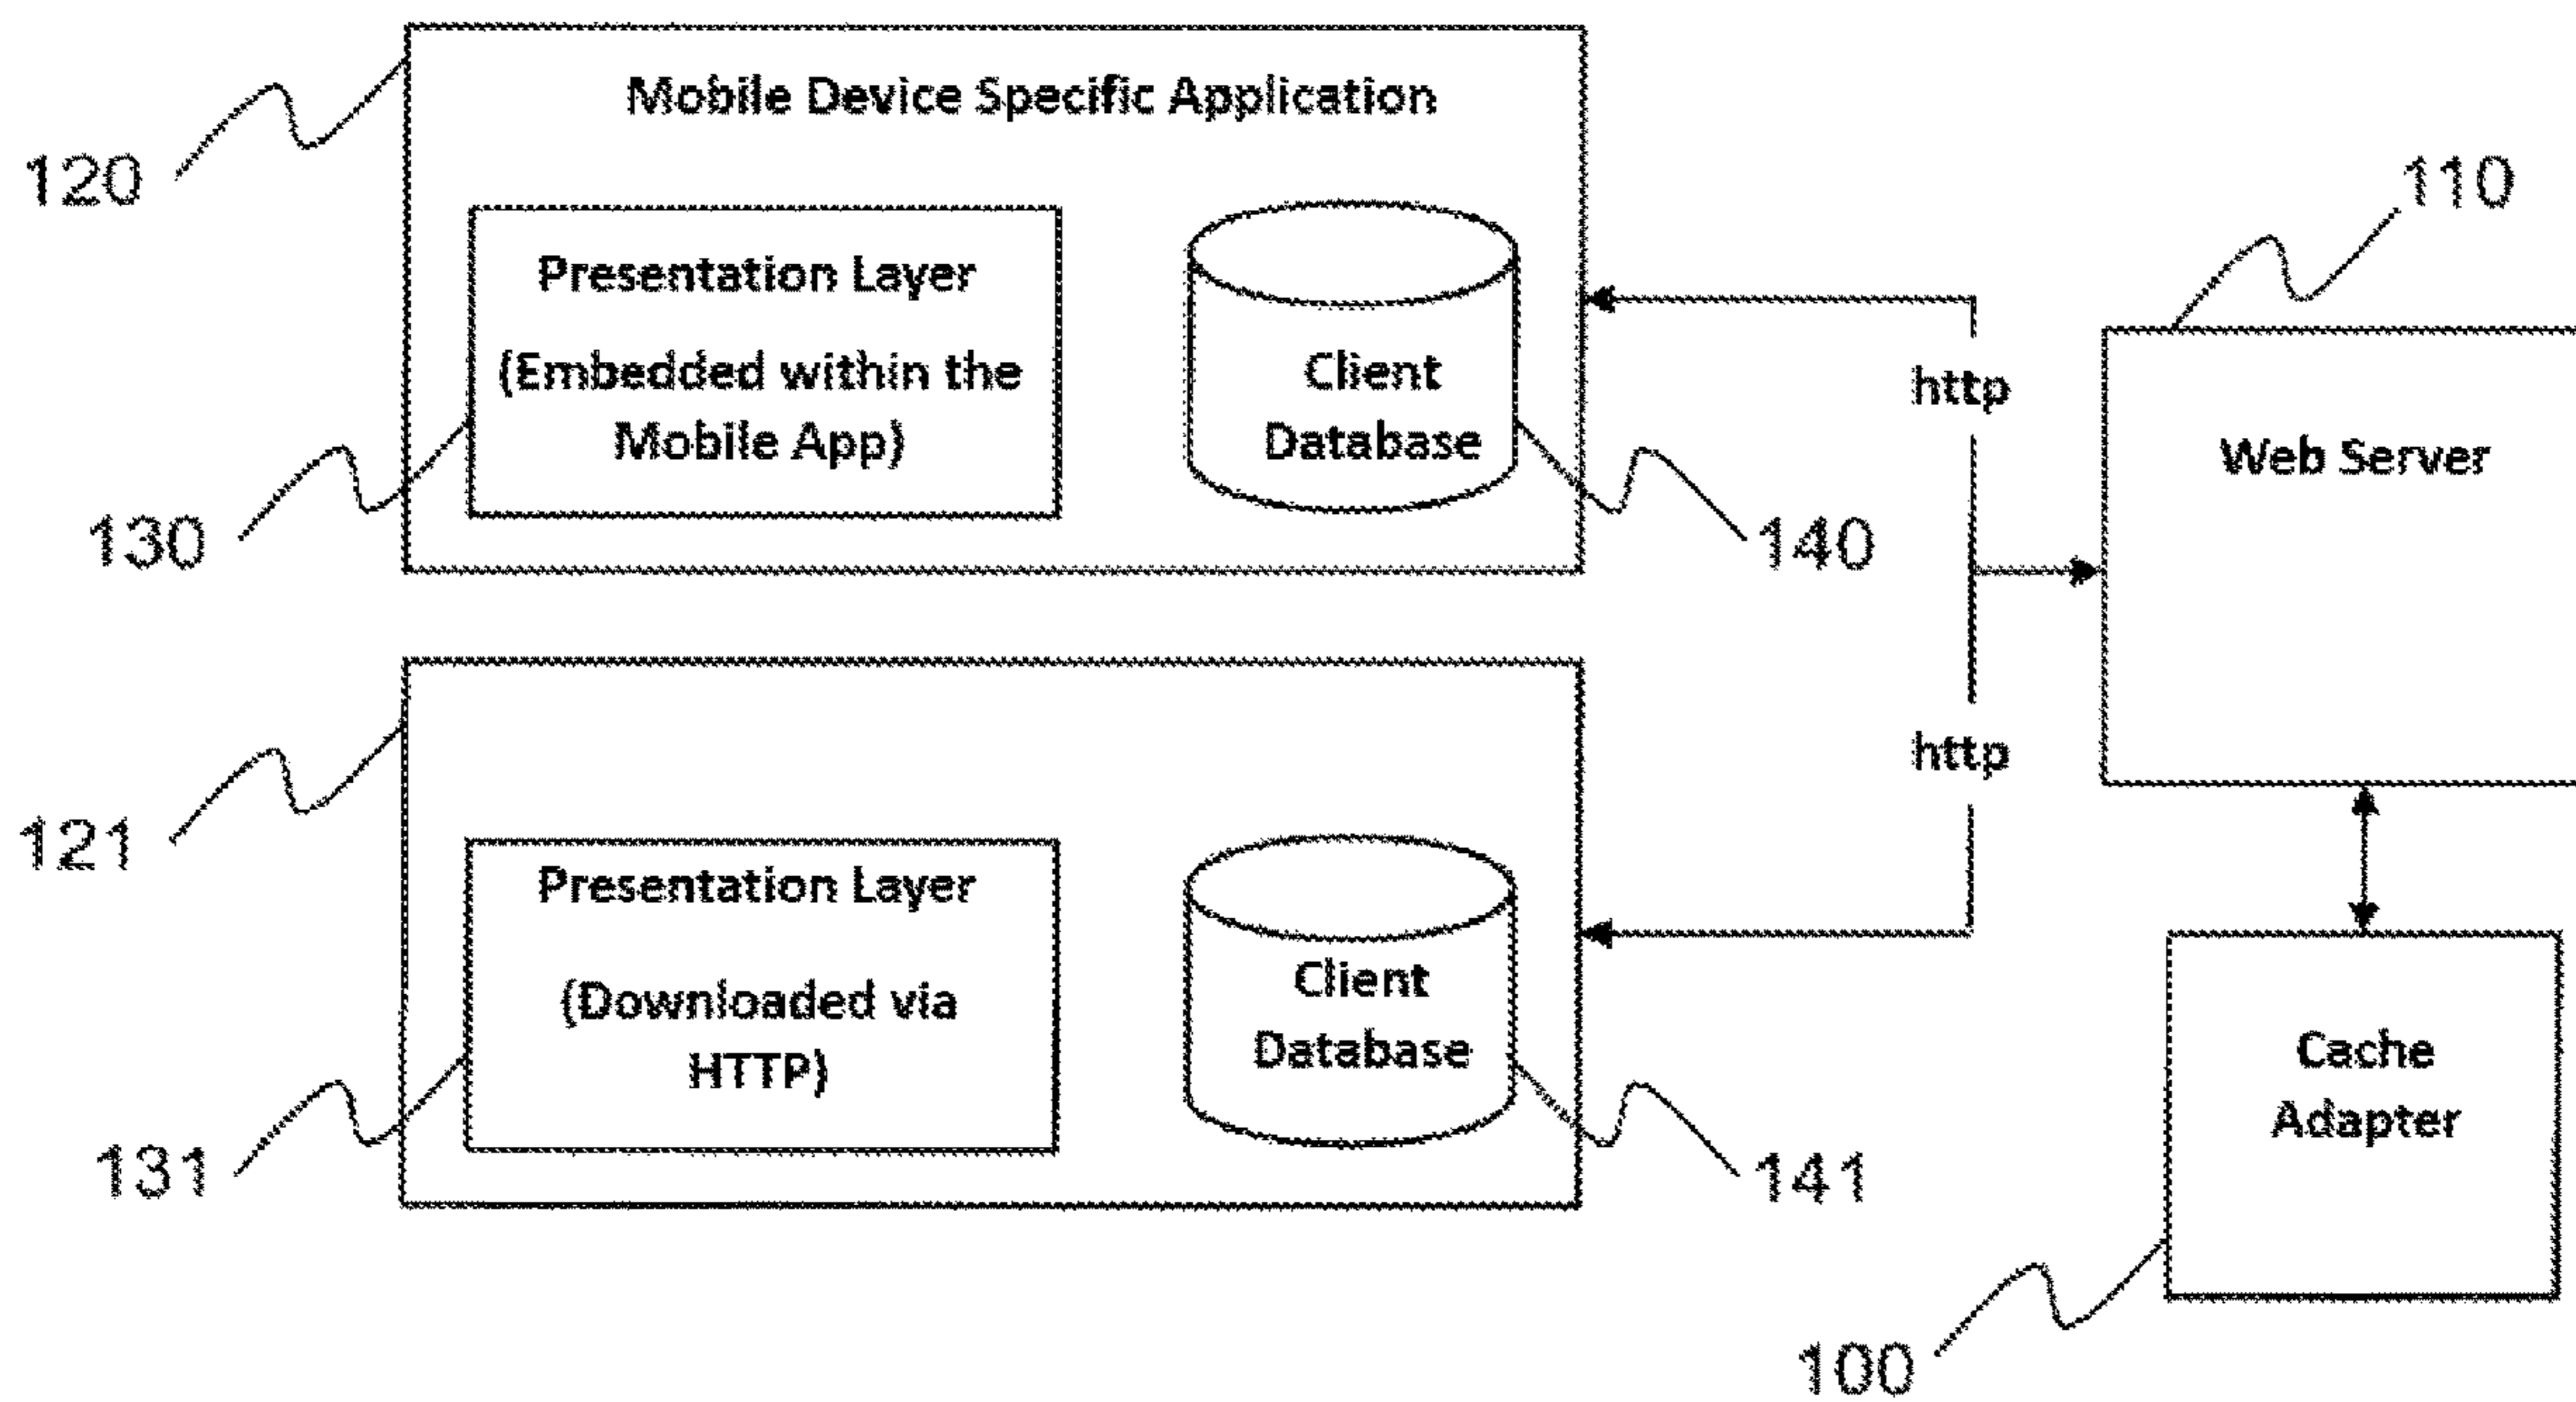 Mobile Device Specific Application
120
110
Presentation Layer
(Embedded within the
Mobile App)
Client
Database
http
Web Server
130
140
http
121
Presentation Layer
(Downloaded via
HTTP)
Client
Database
Cache
Adapter
131
141
100